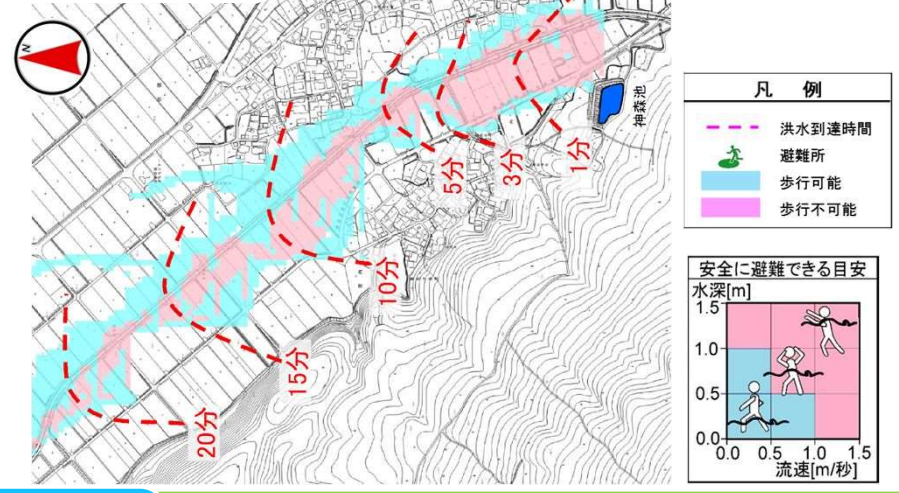 N
神森池
1分
3分
5分
10分
15分
20分
凡 例
洪水到達時間
避難所
歩行可能
歩行不可能
安全に避難できる目安
水深[m]
1.5
1.0
0.5
0.0
0.0 0.5 1.0 1.5
流速[m/秒]